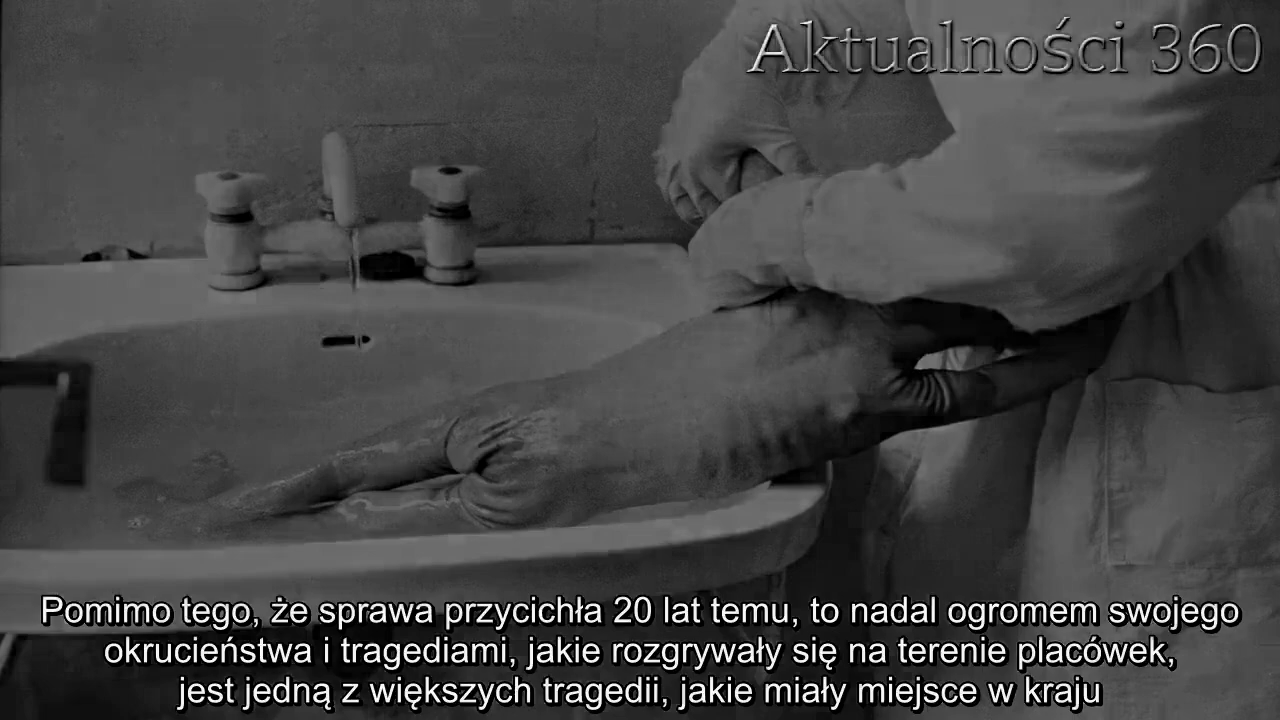 Aktualności 360
Pomimo tego, że sprawa przycichła 20 lat temu, to nadal ogromem swojego
okrucieństwa i tragediami, jakie rozgrywały się na terenie placówek,
jest jedną z większych tragedii, jakie miały miejsce w kraju